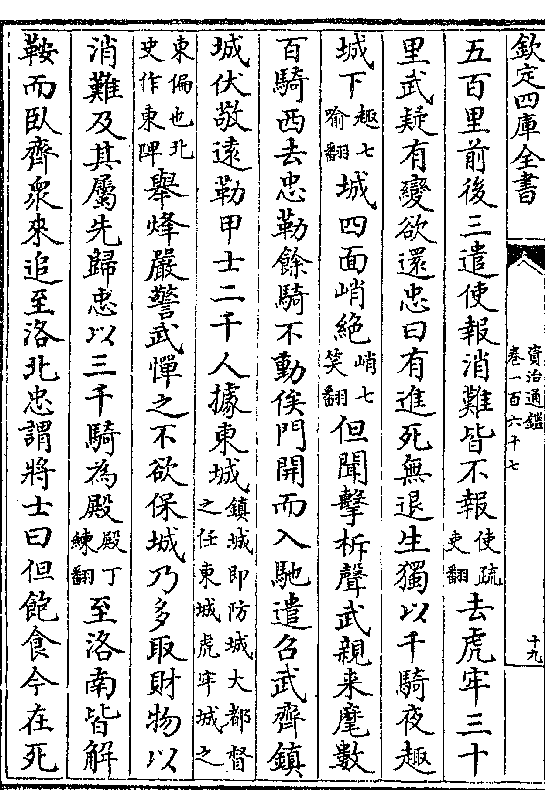 欽定四庫全書
資治通鑑
卷一百六十七
十九
五百里前後三遣使報消難皆不報使疏吏翻去虎牢三十
里武疑有變欲還忠曰有進死無退生獨以千騎夜趣
城下趣七喻翻城四面峭絶峭七笑翻但聞擊柝聲武親来麾數
百騎西去忠勒餘騎不動俟門開而入馳遣召武齊鎮
城伏敬遠勒甲士二千人據東城鎮城即防城大都督之任東城虎牢城之
東偏也北史作東陴舉烽嚴警武憚之不欲保城乃多取財物以
消難及其屬先歸忠以三千騎為殿殿丁練翻至洛南皆解
鞍而臥齊衆來追至洛北忠謂將士曰但飽食今在死